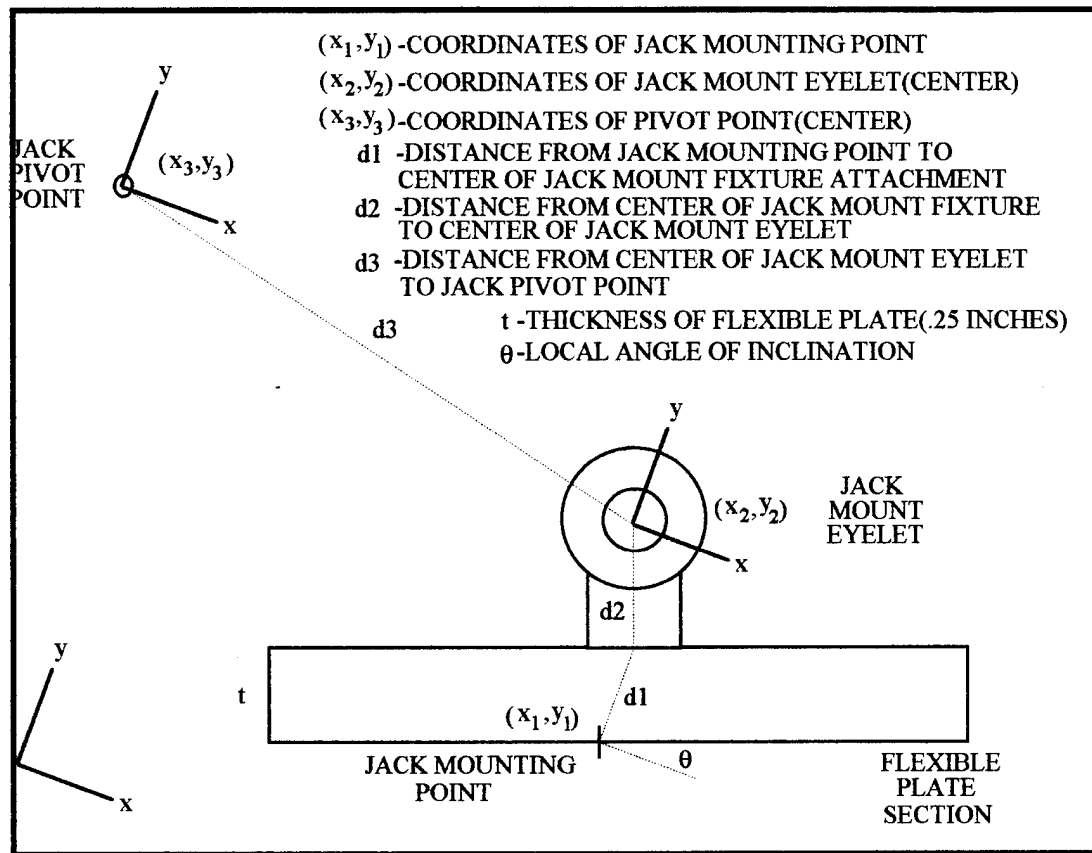 (x₁,y₁)-COORDINATES OF JACK MOUNTING POINT
(x₂,y₂)-COORDINATES OF JACK MOUNT EYELET(CENTER)
(x₃,y₃)-COORDINATES OF PIVOT POINT(CENTER)
d1 -DISTANCE FROM JACK MOUNTING POINT TO
CENTER OF JACK MOUNT FIXTURE ATTACHMENT
d2 -DISTANCE FROM CENTER OF JACK MOUNT FIXTURE
TO CENTER OF JACK MOUNT EYELET
d3 -DISTANCE FROM CENTER OF JACK MOUNT EYELET
TO JACK PIVOT POINT
t -THICKNESS OF FLEXIBLE PLATE(.25 INCHES)
θ-LOCAL ANGLE OF INCLINATION
y
JACK
PIVOT
POINT
(x₃,y₃)
x
d3
y
(x₂,y₂)
x
JACK
MOUNT
EYELET
d2
y
t
d1
(x₁,y₁)
x
θ
JACK MOUNTING
POINT
FLEXIBLE
PLATE
SECTION